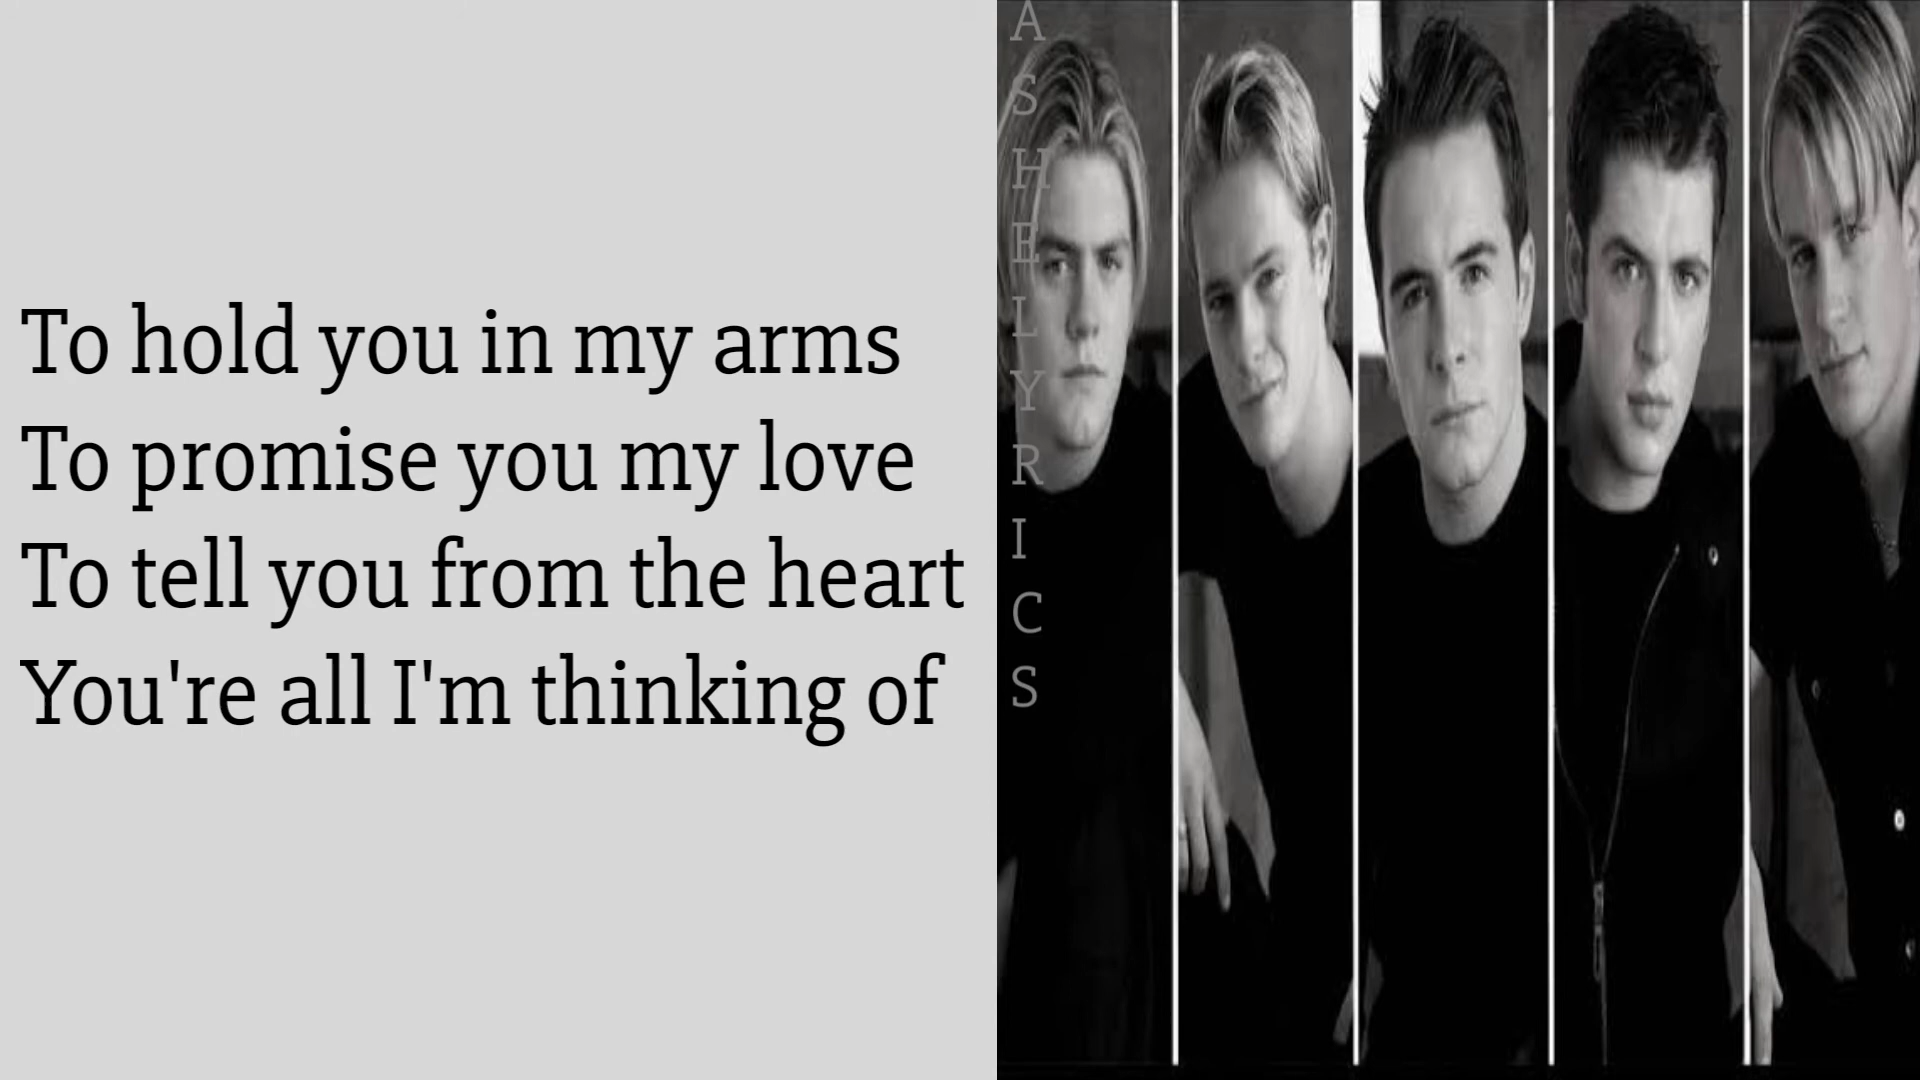 To hold you in my arms
To promise you my love
To tell you from the heart
You're all I'm thinking of
ASHELYRICS